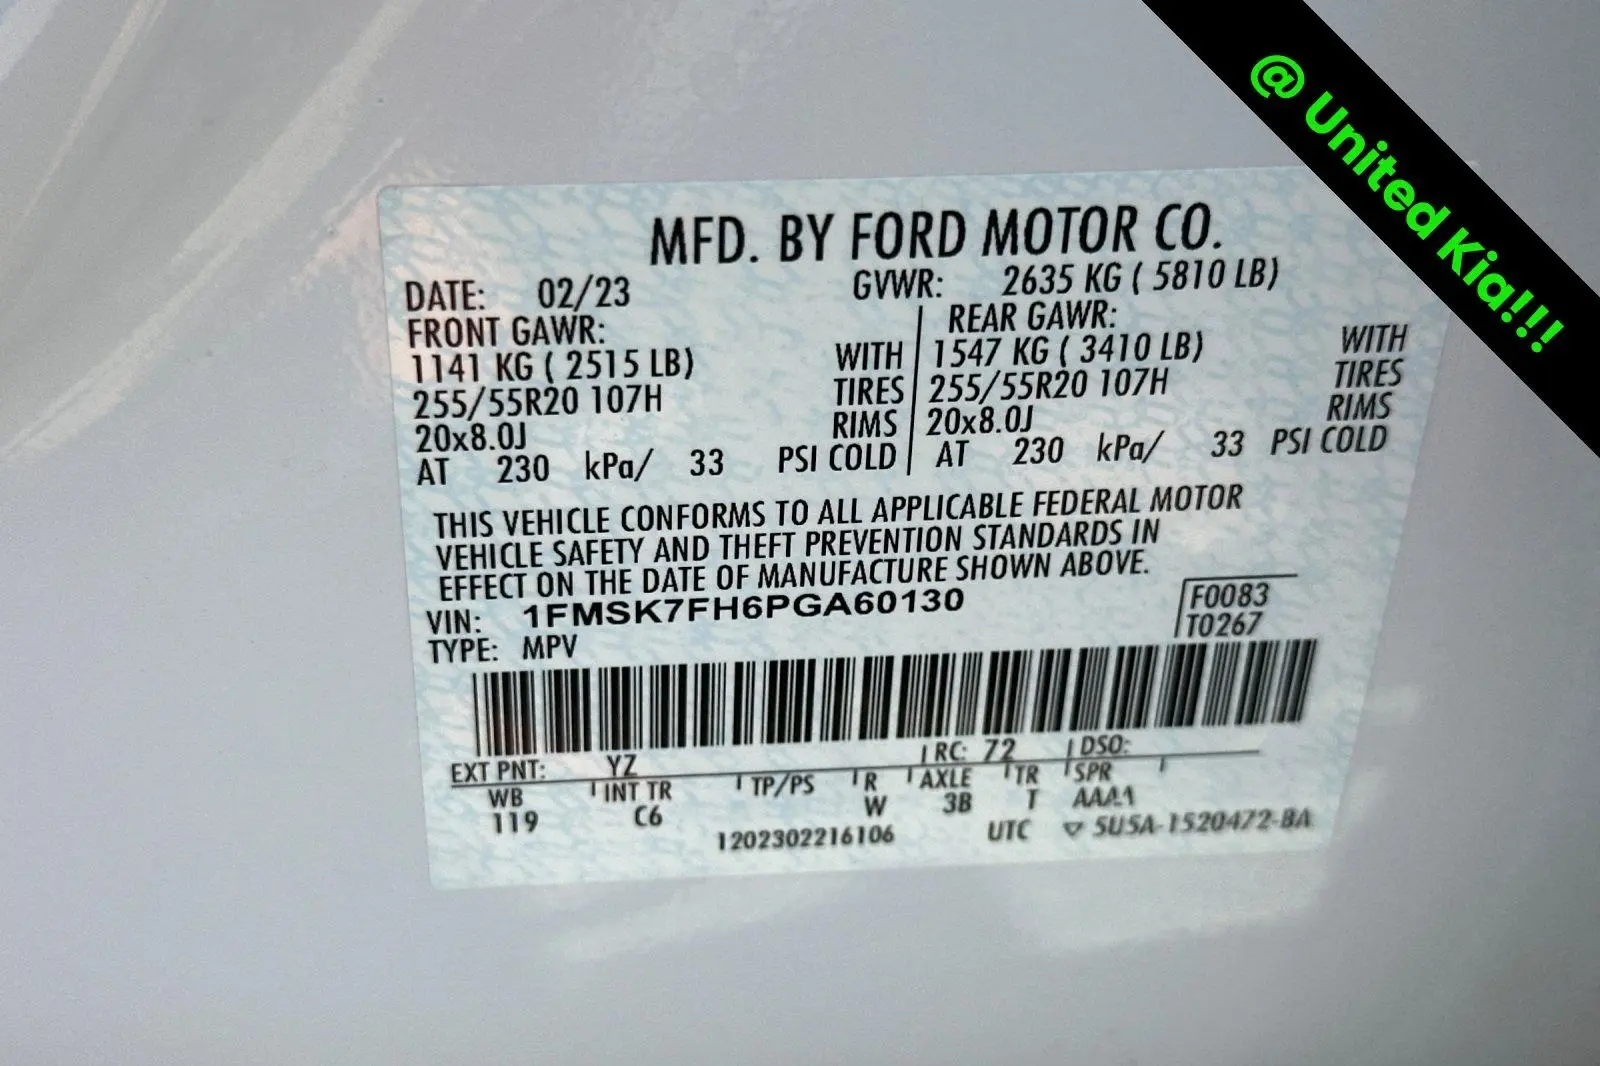 @ United Kia!!!
MFD. BY FORD MOTOR CO.
DATE: 02/23 GVWR: 2635 KG ( 5810 LB)
FRONT GAWR: REAR GAWR:
1141 KG ( 2515 LB) WITH 1547 KG ( 3410 LB) WITH
255/55R20 107H TIRES 255/55R20 107H TIRES
20x8.0J RIMS 20x8.0J RIMS
AT 230 kPa/ 33 PSI COLD AT 230 kPa/ 33 PSI COLD
THIS VEHICLE CONFORMS TO ALL APPLICABLE FEDERAL MOTOR
VEHICLE SAFETY AND THEFT PREVENTION STANDARDS IN
EFFECT ON THE DATE OF MANUFACTURE SHOWN ABOVE.
VIN: 1FMSK7FH6PGA60130 F0083
TYPE: MPV T0267
EXT PNT: YZ RC: 72 DSO:
WB INT TR TP/PS R AXLE TR SPR
119 C6 W 3B T AAA1
1202302216106 UTC ▽ 5U5A-1520472-BA